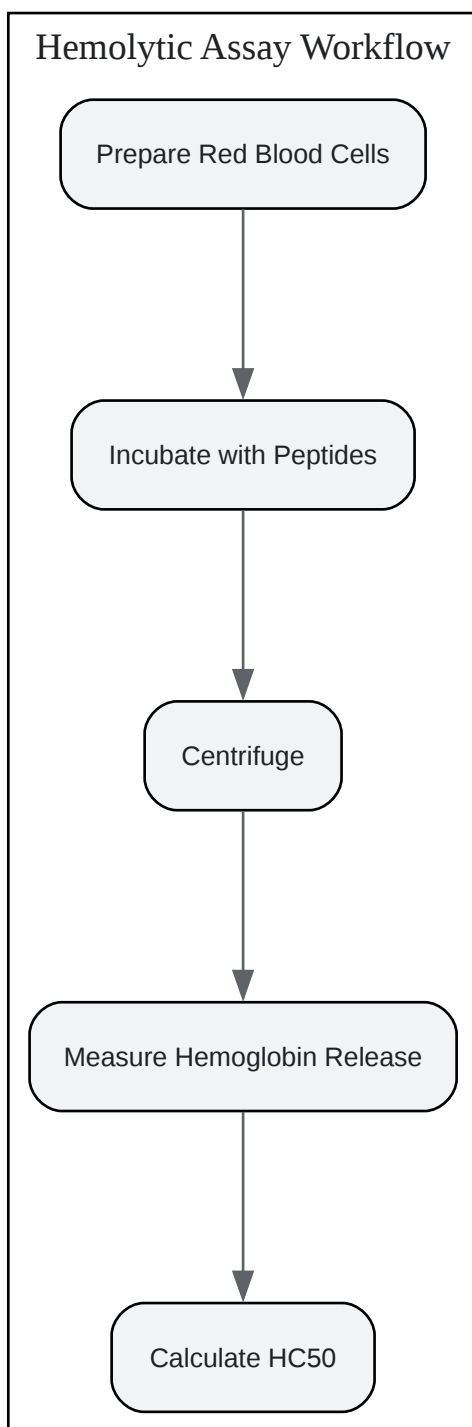 Hemolytic Assay Workflow
Prepare Red Blood Cells
Incubate with Peptides
Centrifuge
Measure Hemoglobin Release
Calculate HC50